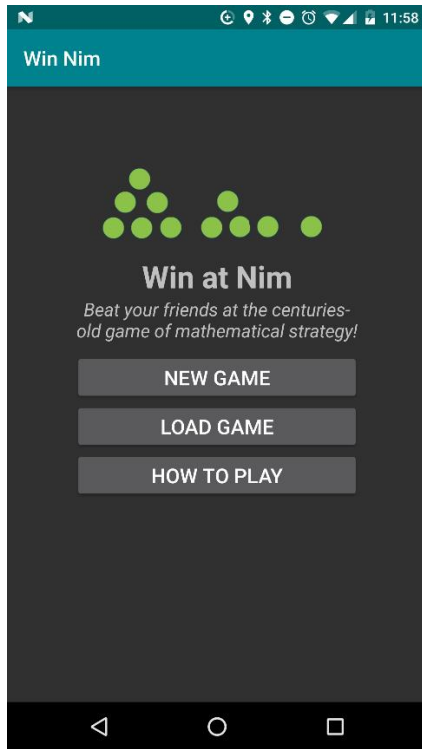 11:58
Win Nim
Win at Nim
Beat your friends at the centuries-
old game of mathematical strategy!
NEW GAME
LOAD GAME
HOW TO PLAY